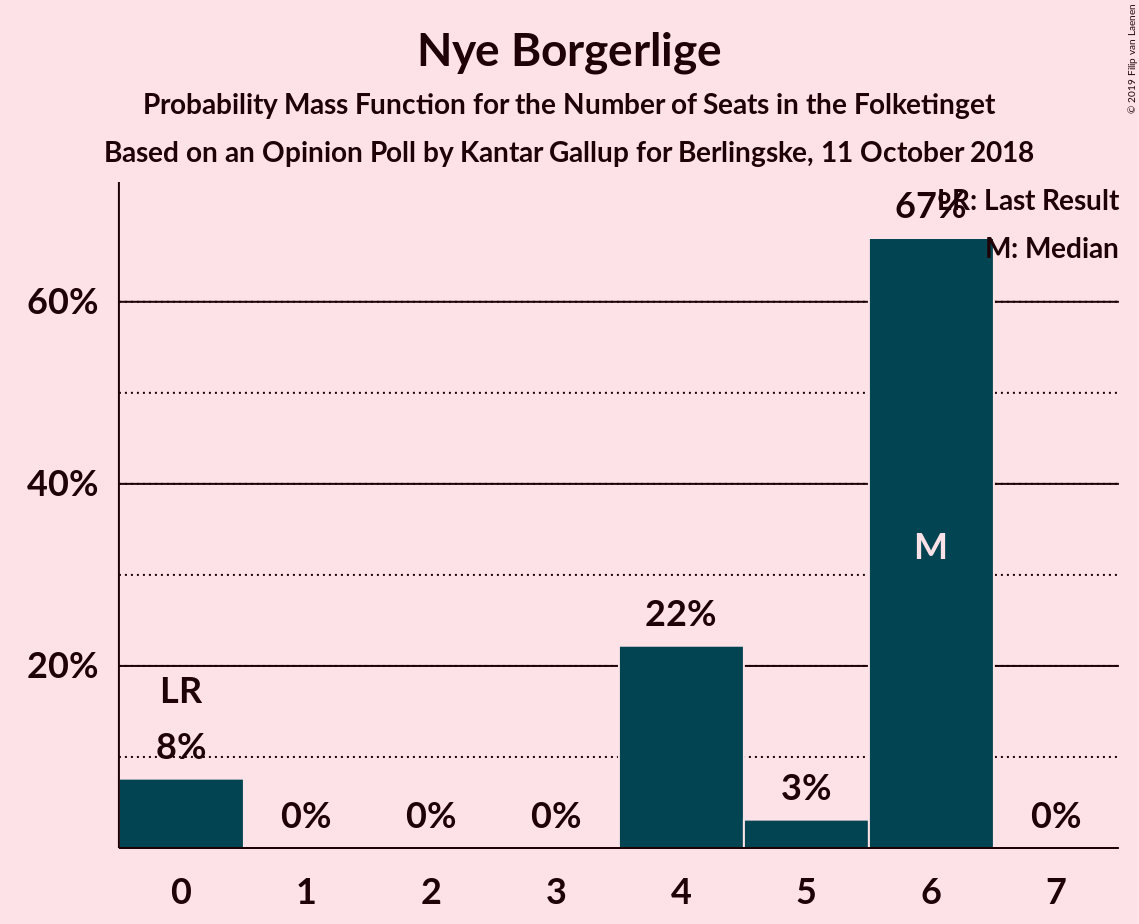 Nye Borgerlige
Probability Mass Function for the Number of Seats in the Folketinget
Based on an Opinion Poll by Kantar Gallup for Berlingske, 11 October 2018
© 2019 Filip van Laenen
LR: Last Result
M: Median
67%
60%
40%
20%
M
22%
LR
8%
0%
0%
0%
3%
0%
0 1 2 3 4 5 6 7